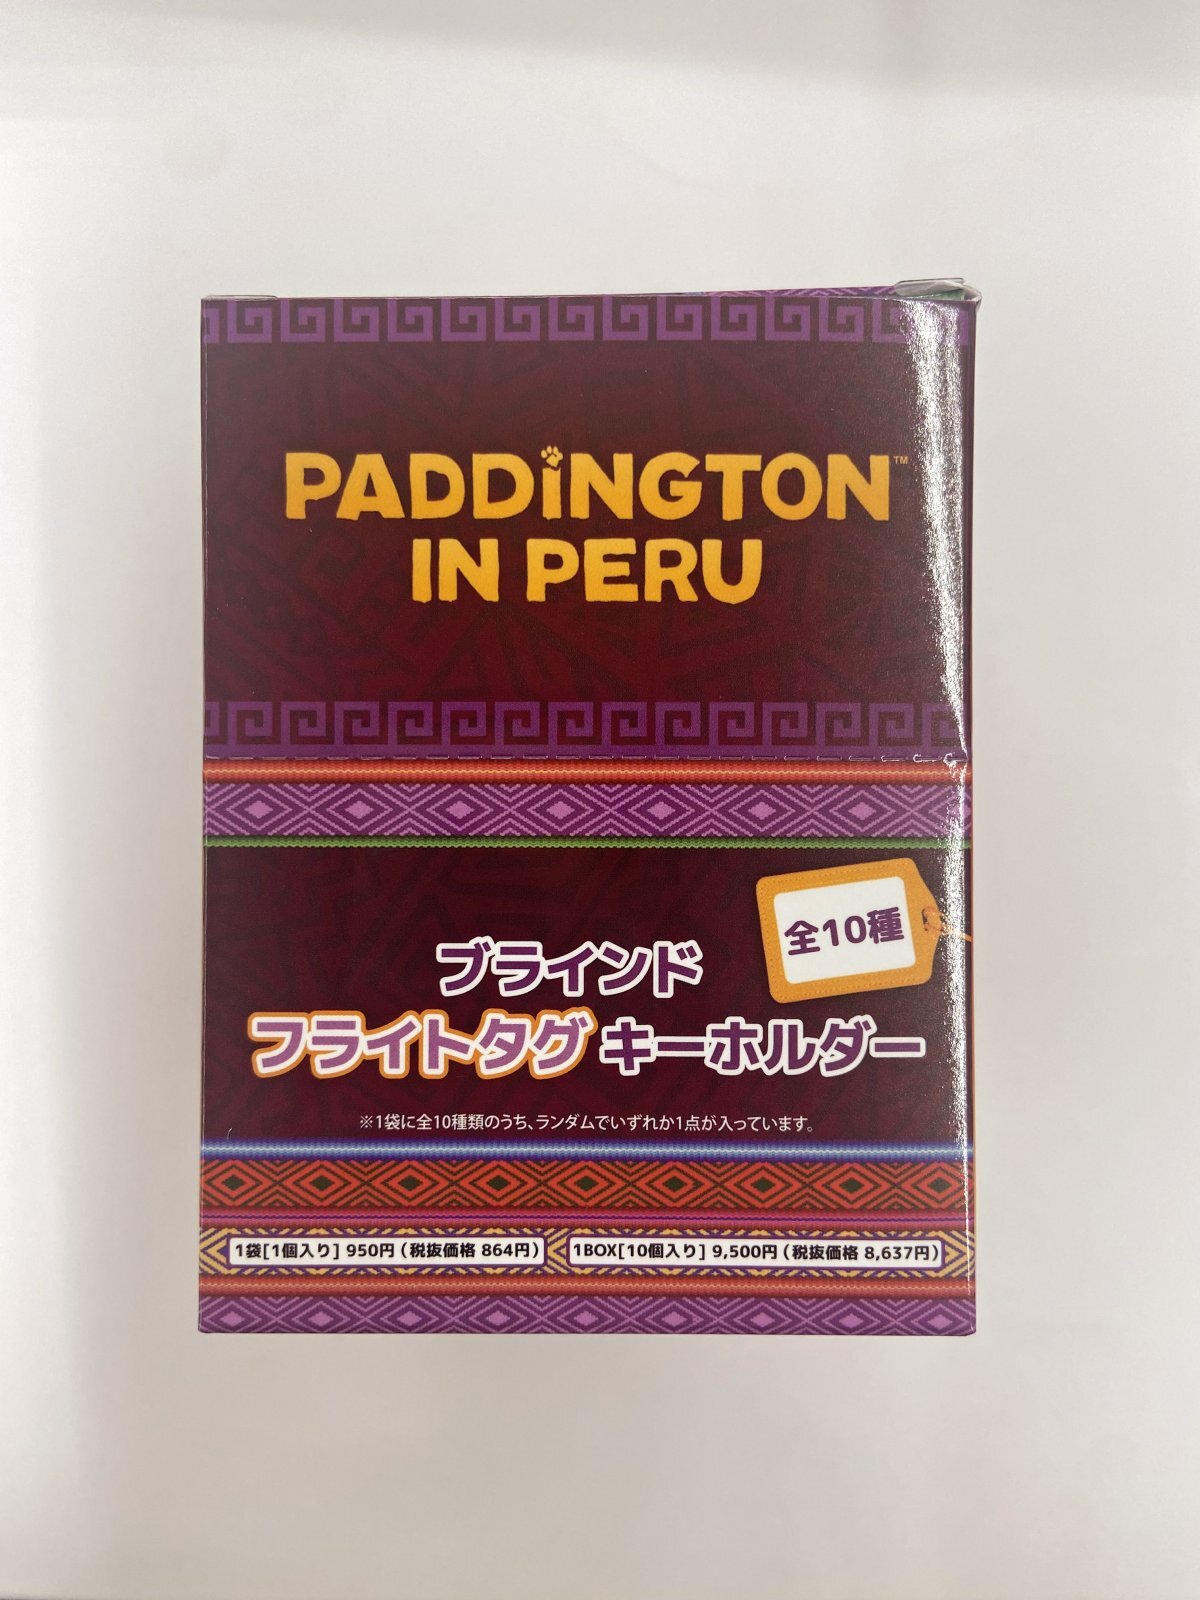 PADDINGTON™
IN PERU
全10種
ブラインド
フライトタグ キーホルダー
※1袋に全10種類のうち、ランダムでいずれか1点が入っています。
1袋[1個入り] 950円 (税抜価格 864円)
1BOX[10個入り] 9,500円 (税抜価格 8,637円)